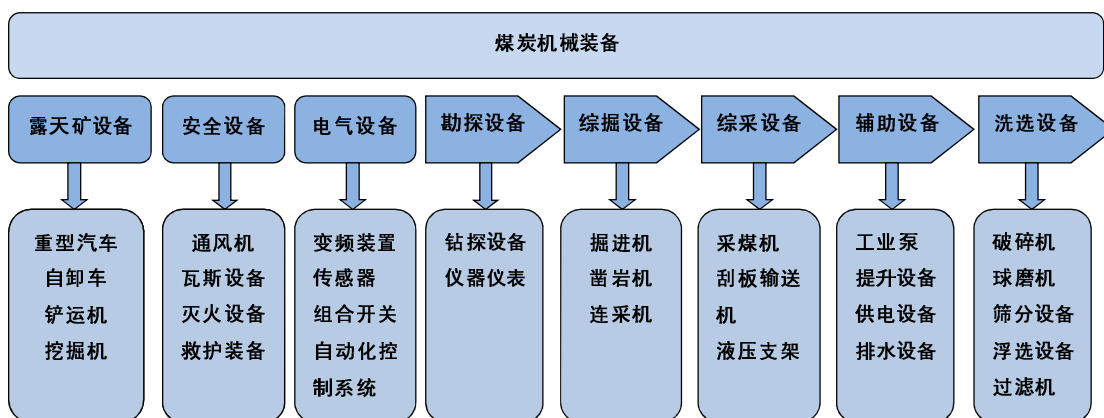 煤炭机械装备
露天矿设备
安全设备
电气设备
勘探设备
综掘设备
综采设备
辅助设备
洗选设备
重型汽车
自卸车
铲运机
挖掘机
通风机
瓦斯设备
灭火设备
救护装备
变频装置
传感器
组合开关
自动化控
制系统
钻探设备
仪器仪表
掘进机
凿岩机
连采机
采煤机
刮板输送
机
液压支架
工业泵
提升设备
供电设备
排水设备
破碎机
球磨机
筛分设备
浮选设备
过滤机